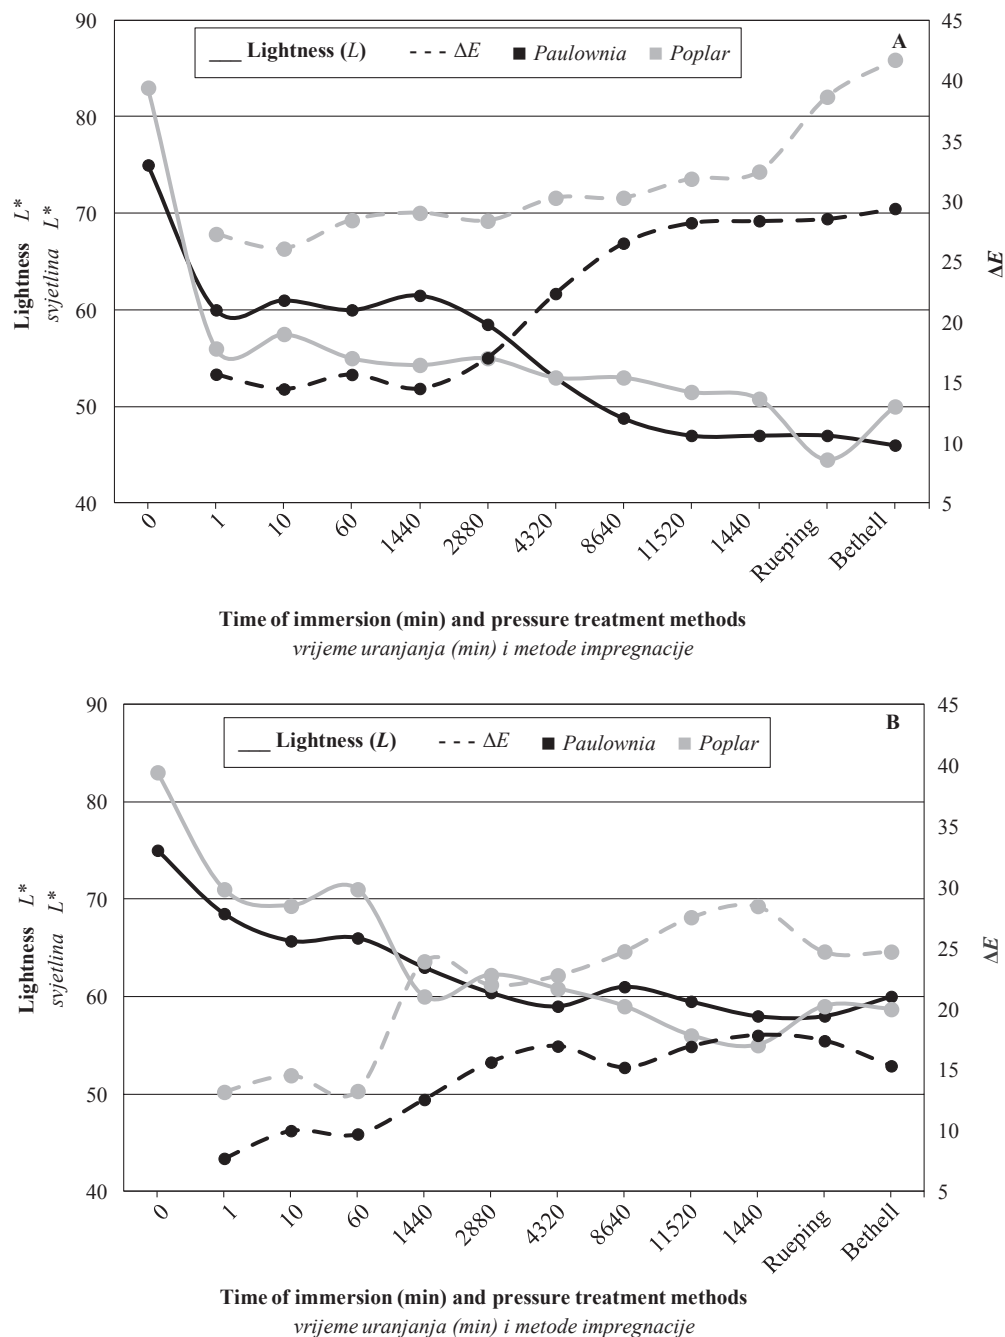 90
45
A
___ Lightness (L) - - - ΔE ■ Paulownia ■ Poplar
40
80
35
70
30
25
60
20
15
50
10
40
5
Lightness L*
svjetlina L*
ΔE
0 1 10 60 1440 2880 4320 8640 11520 1440 Rueping Bethell
Time of immersion (min) and pressure treatment methods
vrijeme uranjanja (min) i metode impregnacije
90
45
B
___ Lightness (L) - - - ΔE ■ Paulownia ■ Poplar
40
80
35
70
30
25
60
20
50
15
10
40
5
Lightness L*
svjetlina L*
ΔE
0 1 10 60 1440 2880 4320 8640 11520 1440 Rueping Bethell
Time of immersion (min) and pressure treatment methods
vrijeme uranjanja (min) i metode impregnacije